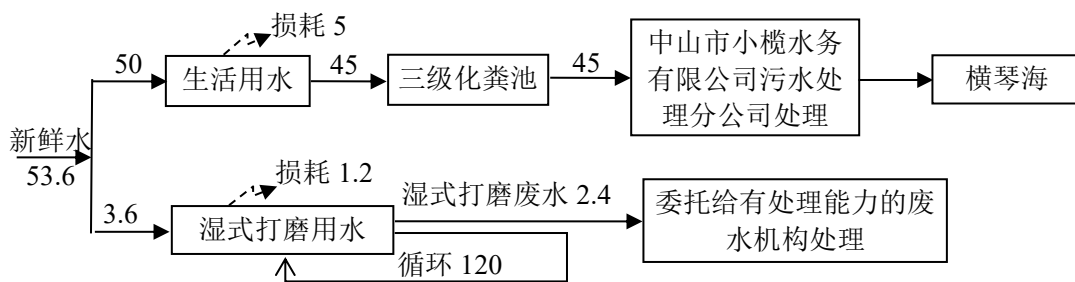 损耗 5
50
生活用水
45
三级化粪池
45
中山市小榄水务
有限公司污水处
理分公司处理
横琴海
新鲜水
53.6
损耗 1.2
3.6
湿式打磨用水
湿式打磨废水 2.4
委托给有处理能力的废
水机构处理
循环 120